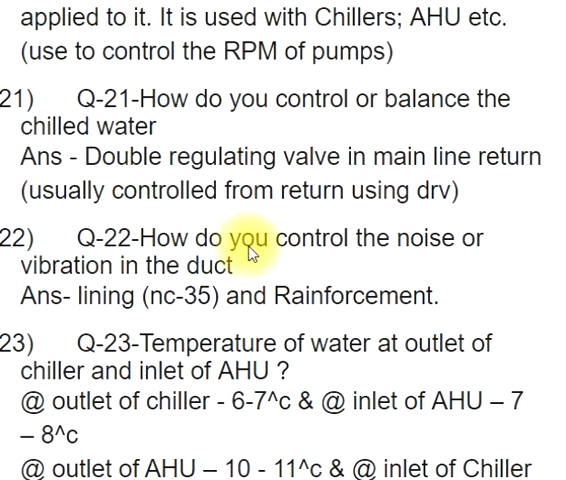 applied to it. It is used with Chillers; AHU etc.
(use to control the RPM of pumps)
21) Q-21-How do you control or balance the
chilled water
Ans - Double regulating valve in main line return
(usually controlled from return using drv)
22) Q-22-How do you control the noise or
vibration in the duct
Ans- lining (nc-35) and Rainforcement.
23) Q-23-Temperature of water at outlet of
chiller and inlet of AHU ?
@ outlet of chiller - 6-7^c & @ inlet of AHU – 7
– 8^c
@ outlet of AHU – 10 - 11^c & @ inlet of Chiller